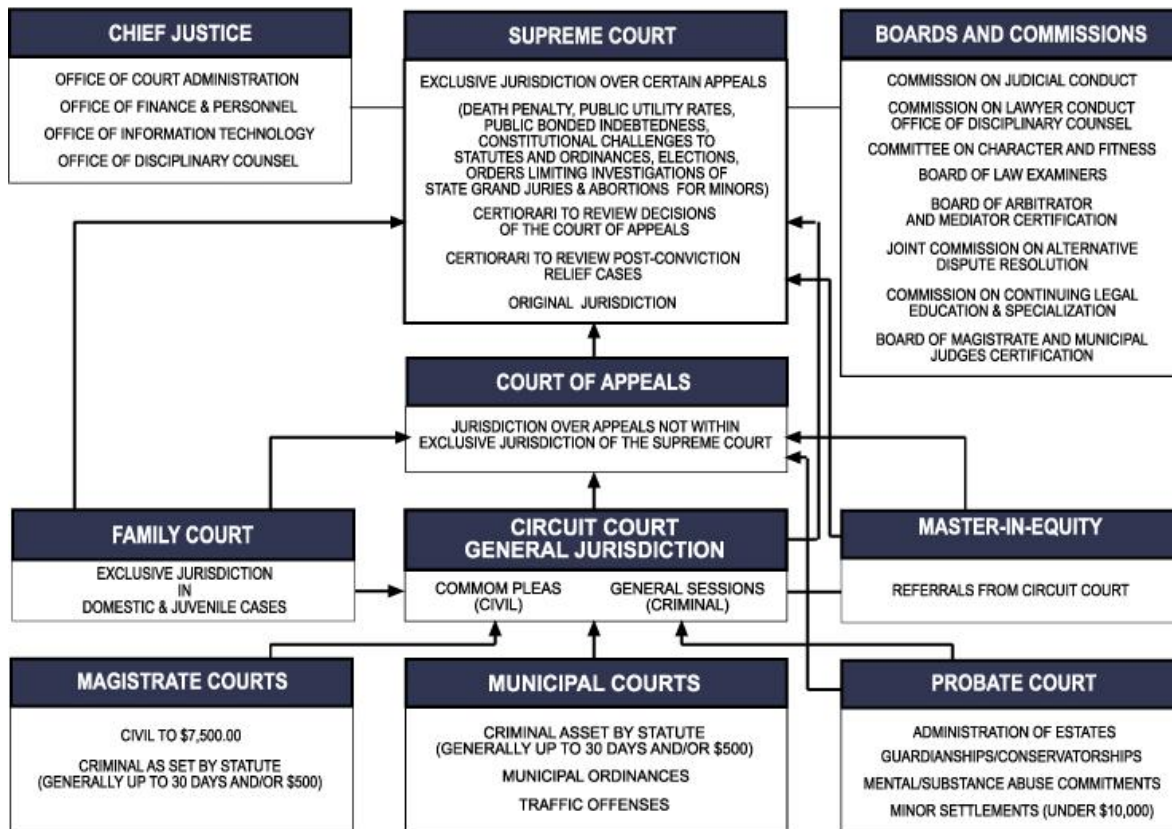 CHIEF JUSTICE
OFFICE OF COURT ADMINISTRATION
OFFICE OF FINANCE & PERSONNEL
OFFICE OF INFORMATION TECHNOLOGY
OFFICE OF DISCIPLINARY COUNSEL
SUPREME COURT
EXCLUSIVE JURISDICTION OVER CERTAIN APPEALS
(DEATH PENALTY, PUBLIC UTILITY RATES,
PUBLIC BONDED INDEBTEDNESS,
CONSTITUTIONAL CHALLENGES TO
STATUTES AND ORDINANCES, ELECTIONS,
ORDERS LIMITING INVESTIGATIONS OF
STATE GRAND JURIES & ABORTIONS FOR MINORS)
CERTIORARI TO REVIEW DECISIONS
OF THE COURT OF APPEALS
CERTIORARI TO REVIEW POST-CONVICTION
RELIEF CASES
ORIGINAL JURISDICTION
BOARDS AND COMMISSIONS
COMMISSION ON JUDICIAL CONDUCT
COMMISSION ON LAWYER CONDUCT
OFFICE OF DISCIPLINARY COUNSEL
COMMITTEE ON CHARACTER AND FITNESS
BOARD OF LAW EXAMINERS
BOARD OF ARBITRATOR
AND MEDIATOR CERTIFICATION
JOINT COMMISSION ON ALTERNATIVE
DISPUTE RESOLUTION
COMMISSION ON CONTINUING LEGAL
EDUCATION & SPECIALIZATION
BOARD OF MAGISTRATE AND MUNICIPAL
JUDGES CERTIFICATION
COURT OF APPEALS
JURISDICTION OVER APPEALS NOT WITHIN
EXCLUSIVE JURISDICTION OF THE SUPREME COURT
FAMILY COURT
EXCLUSIVE JURISDICTION
IN
DOMESTIC & JUVENILE CASES
CIRCUIT COURT
GENERAL JURISDICTION
COMMOM PLEAS
(CIVIL)
GENERAL SESSIONS
(CRIMINAL)
MASTER-IN-EQUITY
REFERRALS FROM CIRCUIT COURT
MAGISTRATE COURTS
CIVIL TO $7,500.00
CRIMINAL AS SET BY STATUTE
(GENERALLY UP TO 30 DAYS AND/OR $500)
MUNICIPAL COURTS
CRIMINAL ASSET BY STATUTE
(GENERALLY UP TO 30 DAYS AND/OR $500)
MUNICIPAL ORDINANCES
TRAFFIC OFFENSES
PROBATE COURT
ADMINISTRATION OF ESTATES
GUARDIANSHIPS/CONSERVATORSHIPS
MENTAL/SUBSTANCE ABUSE COMMITMENTS
MINOR SETTLEMENTS (UNDER $10,000)